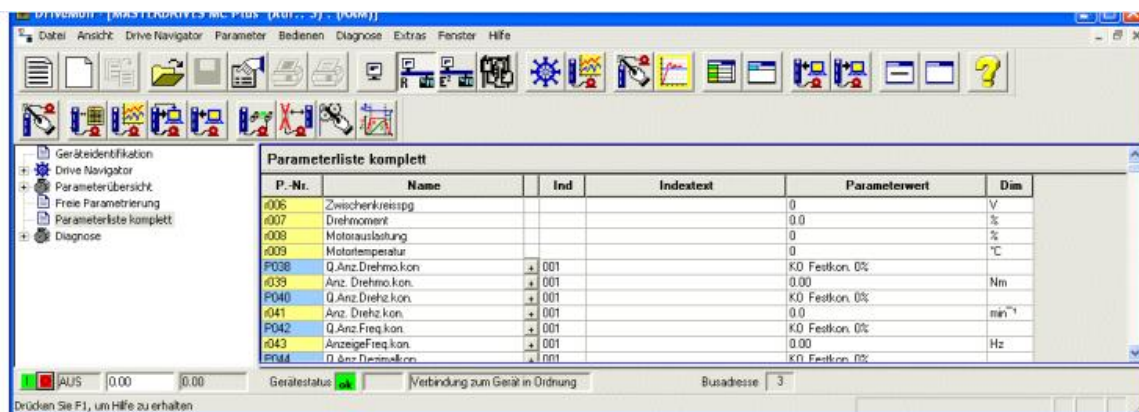 DriveMon - [MASTERDRIVES MC Plus (Adr.: 3) : (RAM)]
Datei Ansicht Drive Navigator Parameter Bedienen Diagnose Extras Fenster Hilfe
Geräteidentifikation
Drive Navigator
Parameterübersicht
Freie Parametrierung
Parameterliste komplett
Diagnose
Parameterliste komplett
P.-Nr. Name Ind Indextext Parameterwert Dim
r006 Zwischenkreisspg 0 V
r007 Drehmoment 0.0 %
r008 Motorauslastung 0 %
r009 Motortemperatur 0 °C
P038 Q.Anz.Drehmo.kon + 001 K0 Festkon. 0%
r039 Anz. Drehmo.kon. + 001 0.00 Nm
P040 Q.Anz.Drehz.kon. + 001 K0 Festkon. 0%
r041 Anz. Drehz.kon. + 001 0.0 min⁻¹
P042 Q.Anz.Freq.kon. + 001 K0 Festkon. 0%
r043 AnzeigeFreq.kon. + 001 0.00 Hz
P044 Q.Anz.Dezimalkon + 001 K0 Festkon. 0%
AUS 0.00 0.00 Gerätestatus ok Verbindung zum Gerät in Ordnung Busadresse 3
Drücken Sie F1, um Hilfe zu erhalten